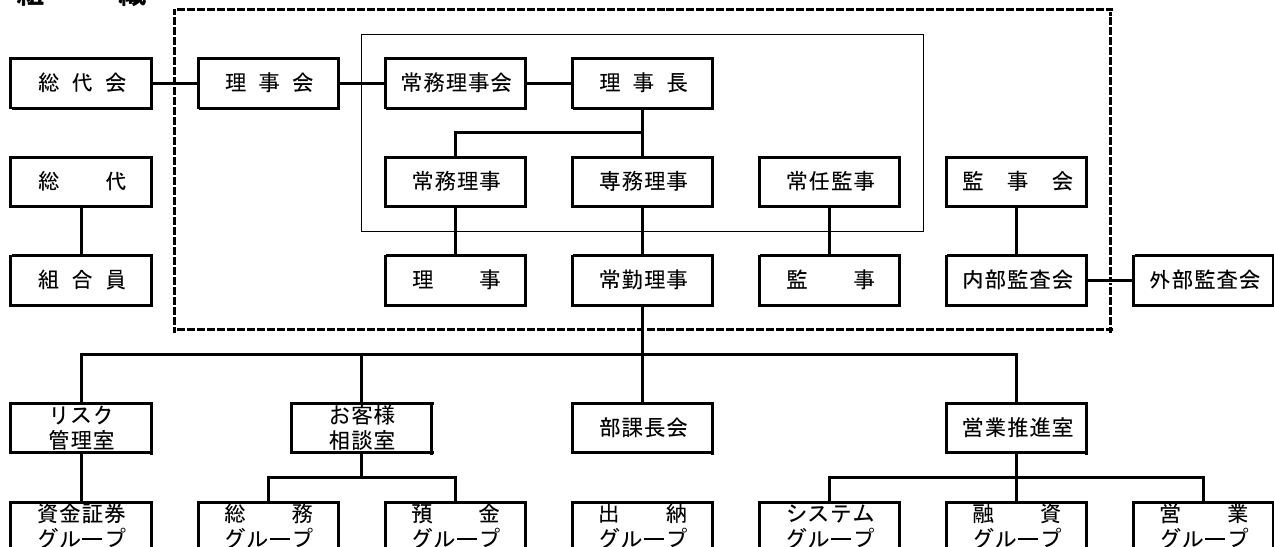 組　　織
総 代 会
理 事 会
常務理事会
理 事 長
総　　代
常務理事
専務理事
常任監事
監　事　会
組 合 員
理　　事
常勤理事
監　　事
内部監査会
外部監査会
リスク
管理室
お客様
相談室
部課長会
営業推進室
資金証券
グループ
総　　務
グループ
預　　金
グループ
出　　納
グループ
システム
グループ
融　　資
グループ
営　　業
グループ